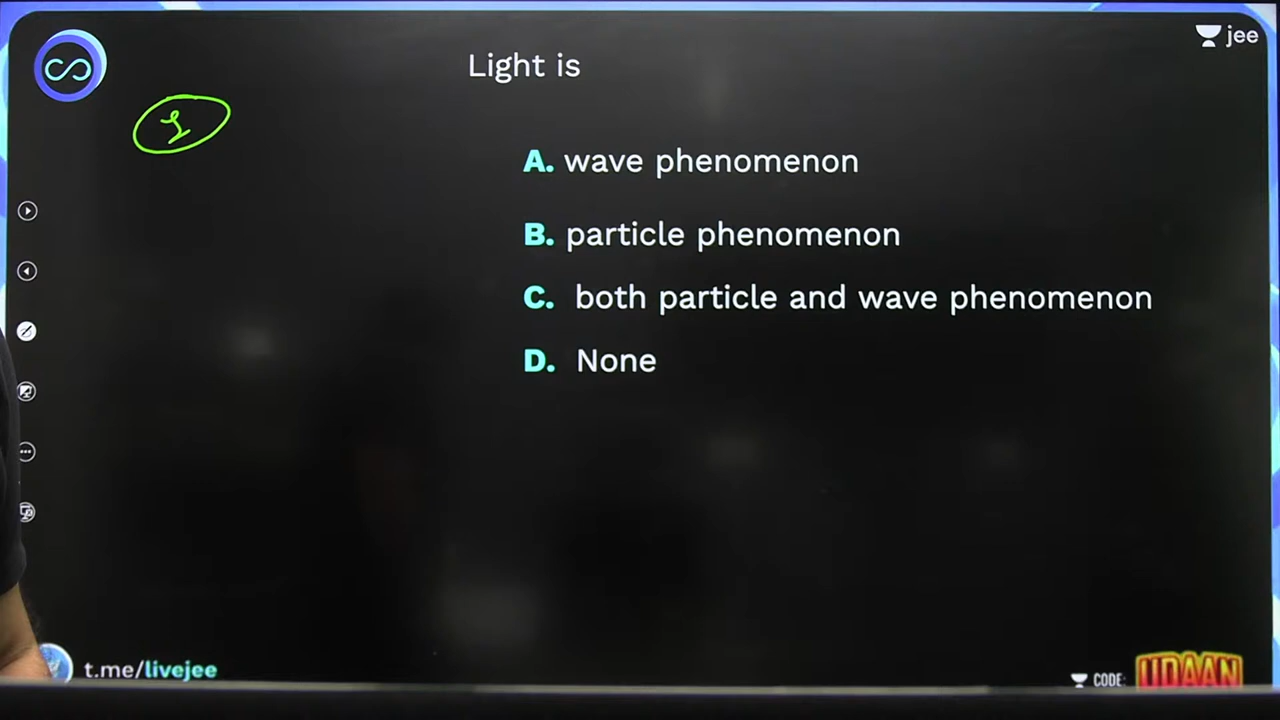 jee
Light is
A. wave phenomenon
B. particle phenomenon
C. both particle and wave phenomenon
D. None
t.me/livejee
CODE: UDAAN